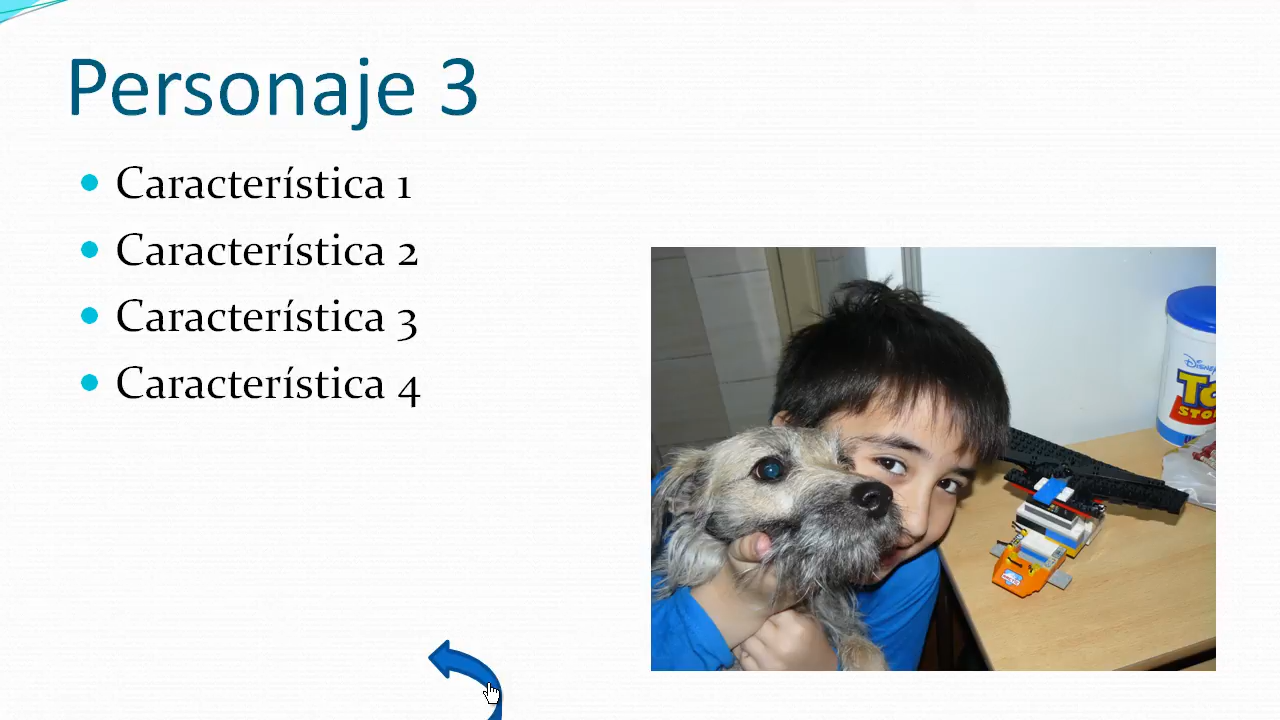 Personaje 3
Característica 1
Característica 2
Característica 3
Característica 4
Disney
TO
STO